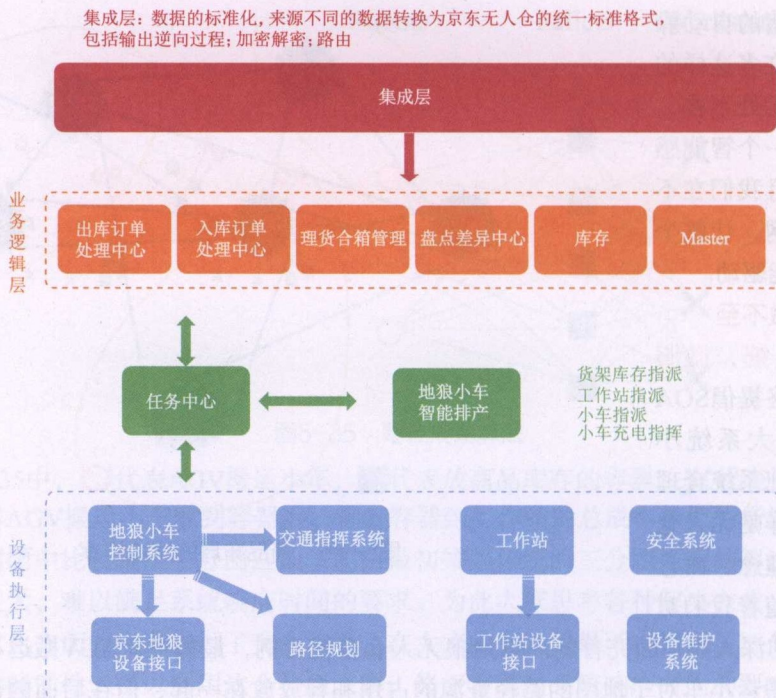 集成层：数据的标准化，来源不同的数据转换为京东无人仓的统一标准格式，
包括输出逆向过程；加密解密；路由
集成层
业务逻辑层
出库订单
处理中心
入库订单
处理中心
理货合箱管理
盘点差异中心
库存
Master
任务中心
地狼小车
智能排产
货架库存指派
工作站指派
小车指派
小车充电指挥
设备执行层
地狼小车
控制系统
交通指挥系统
工作站
安全系统
京东地狼
设备接口
路径规划
工作站设备
接口
设备维护
系统